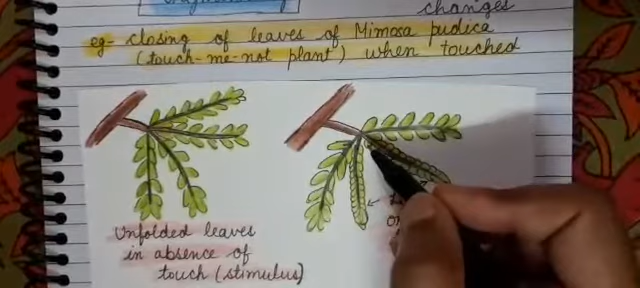 changes
eg- closing of leaves of Mimosa pudica
(touch-me-not plant) when touched
Unfolded leaves
in absence of
touch (stimulus)